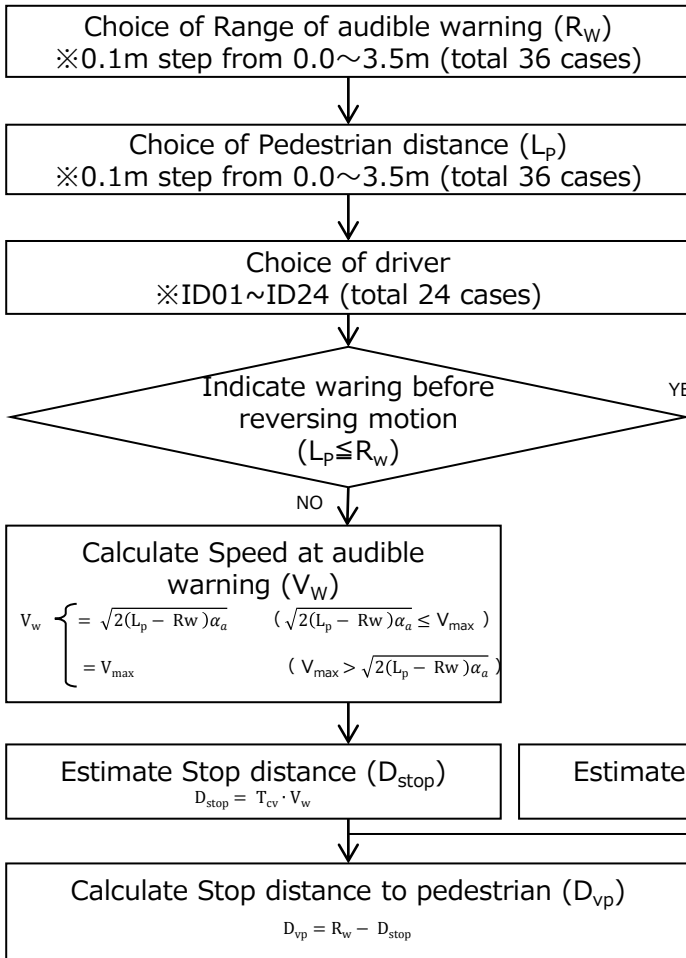 Choice of Range of audible warning (R_W)
※0.1m step from 0.0～3.5m (total 36 cases)
Choice of Pedestrian distance (L_P)
※0.1m step from 0.0～3.5m (total 36 cases)
Choice of driver
※ID01~ID24 (total 24 cases)
Indicate waring before
reversing motion
(L_P≦R_w)
YE
NO
Calculate Speed at audible
warning (V_W)
V_w { = √2(L_p − Rw )α_a ( √2(L_p − Rw )α_a ≤ V_max )
= V_max ( V_max > √2(L_p − Rw )α_a )
Estimate Stop distance (D_stop)
D_stop = T_cv · V_w
Estimate
Calculate Stop distance to pedestrian (D_vp)
D_vp = R_w − D_stop